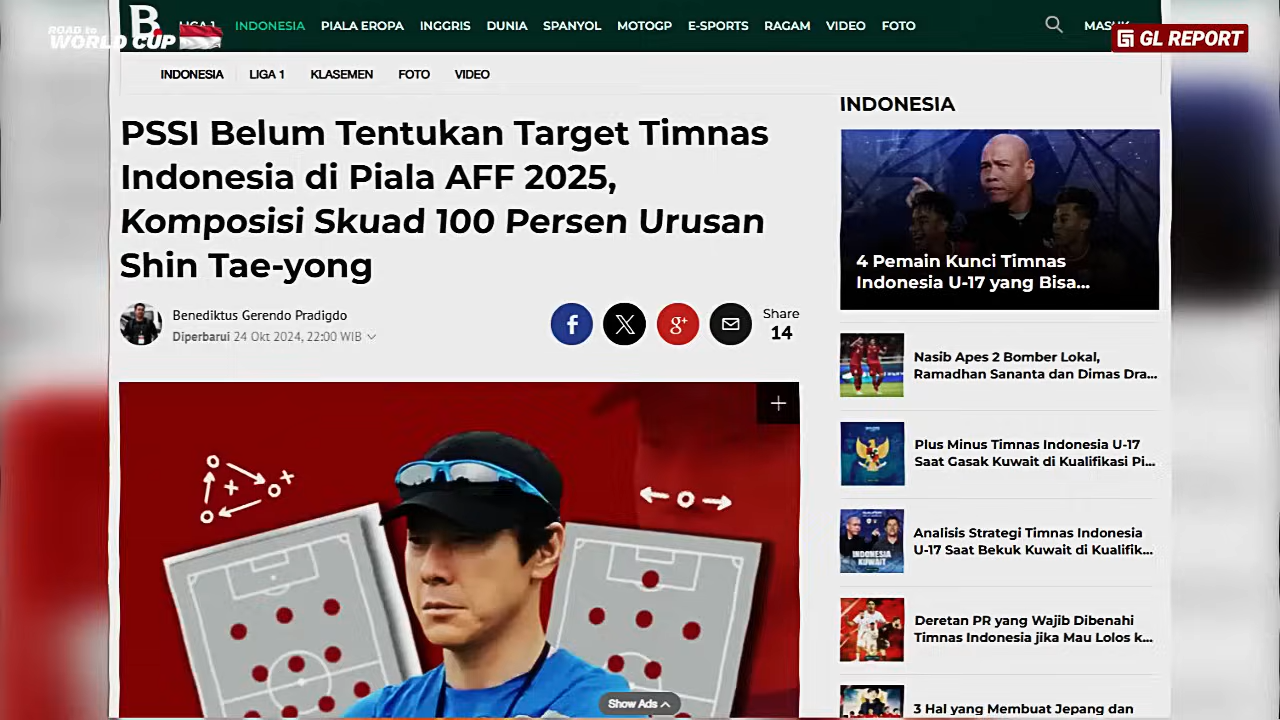 ROAD to
WORLD CUP
B.
LIGA 1
INDONESIA
PIALA EROPA
INGGRIS
DUNIA
SPANYOL
MOTOGP
E-SPORTS
RAGAM
VIDEO
FOTO
MASUK
GL REPORT
INDONESIA
LIGA 1
KLASEMEN
FOTO
VIDEO
PSSI Belum Tentukan Target Timnas
Indonesia di Piala AFF 2025,
Komposisi Skuad 100 Persen Urusan
Shin Tae-yong
Benediktus Gerendo Pradigdo
Diperbarui 24 Okt 2024, 22:00 WIB
f
X
g+
Share
14
Show Ads
INDONESIA
4 Pemain Kunci Timnas
Indonesia U-17 yang Bisa...
Nasib Apes 2 Bomber Lokal,
Ramadhan Sananta dan Dimas Dra...
Plus Minus Timnas Indonesia U-17
Saat Gasak Kuwait di Kualifikasi Pi...
INDONESIA
KUWAIT
Analisis Strategi Timnas Indonesia
U-17 Saat Bekuk Kuwait di Kualifik...
Deretan PR yang Wajib Dibenahi
Timnas Indonesia jika Mau Lolos k...
3 Hal yang Membuat Jepang dan